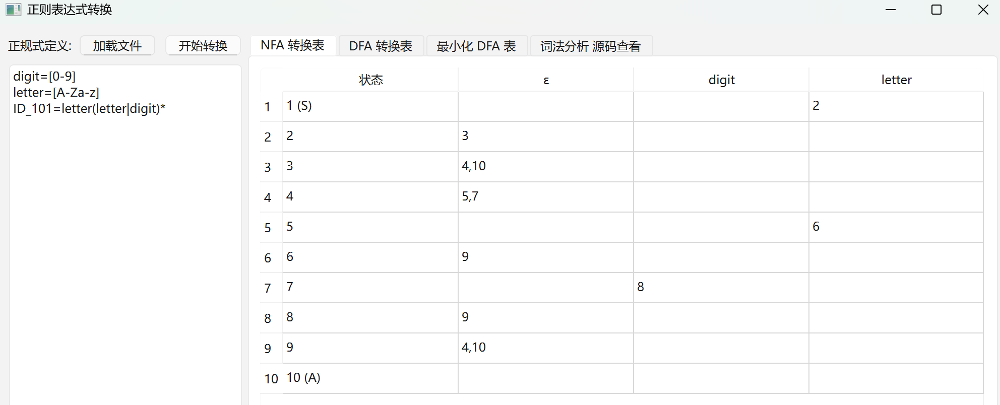 正则表达式转换
正规式定义: 加载文件 开始转换
digit=[0-9]
letter=[A-Za-z]
ID_101=letter(letter|digit)*
NFA 转换表 DFA 转换表 最小化 DFA 表 词法分析 源码查看
状态 ε digit letter
1 1 (S) 2
2 2 3
3 3 4,10
4 4 5,7
5 5 6
6 6 9
7 7 8
8 8 9
9 9 4,10
10 10 (A)